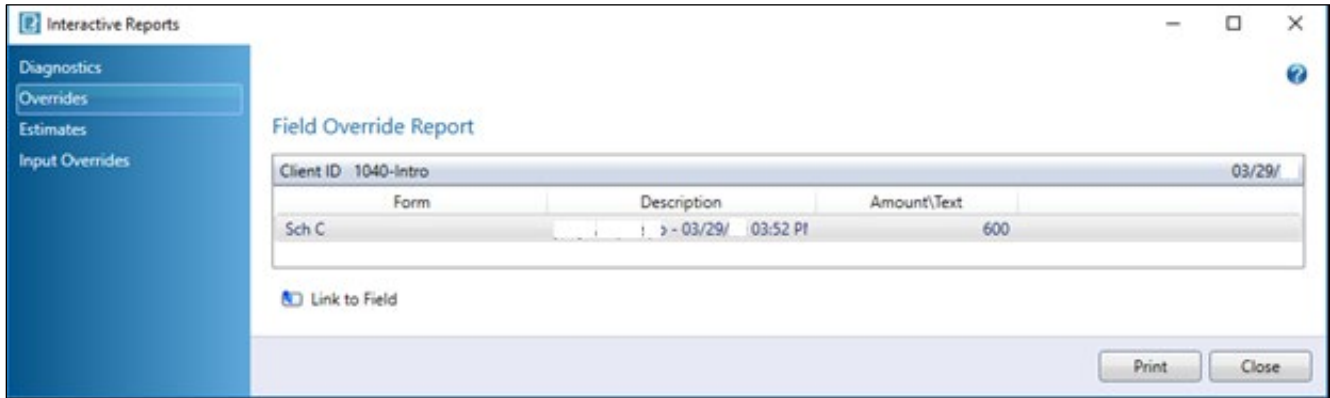 Interactive Reports
Diagnostics
Overrides
Estimates
Input Overrides
Field Override Report
Client ID 1040-Intro 03/29/
Form Description Amount\Text
Sch C - 03/29/ 03:52 PM 600
Link to Field
Print Close